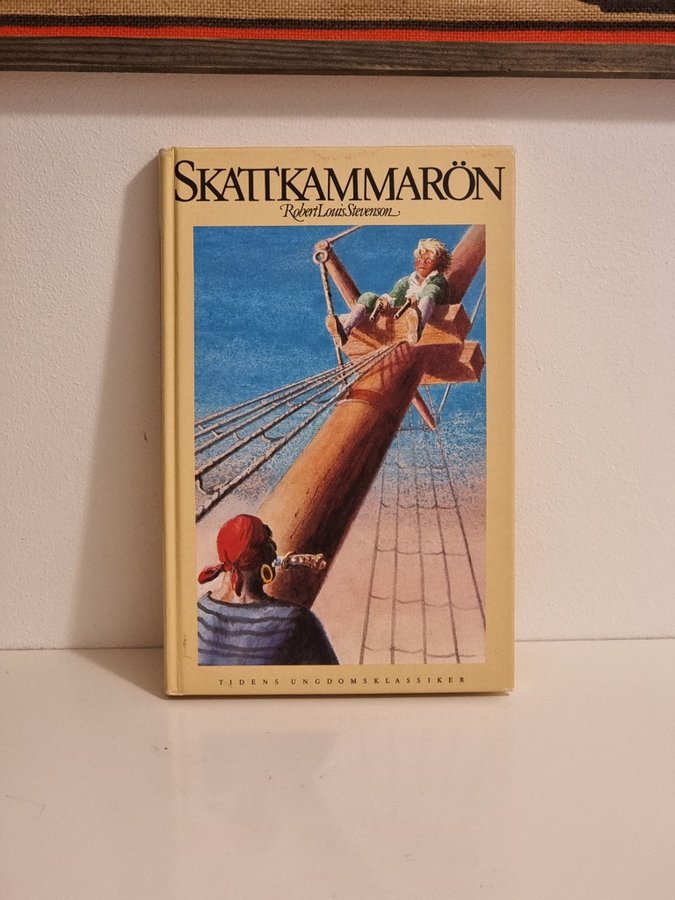 SKATTKAMMARÖN
Robert Louis Stevenson
TIDENS UNGDOMSKLASSIKER